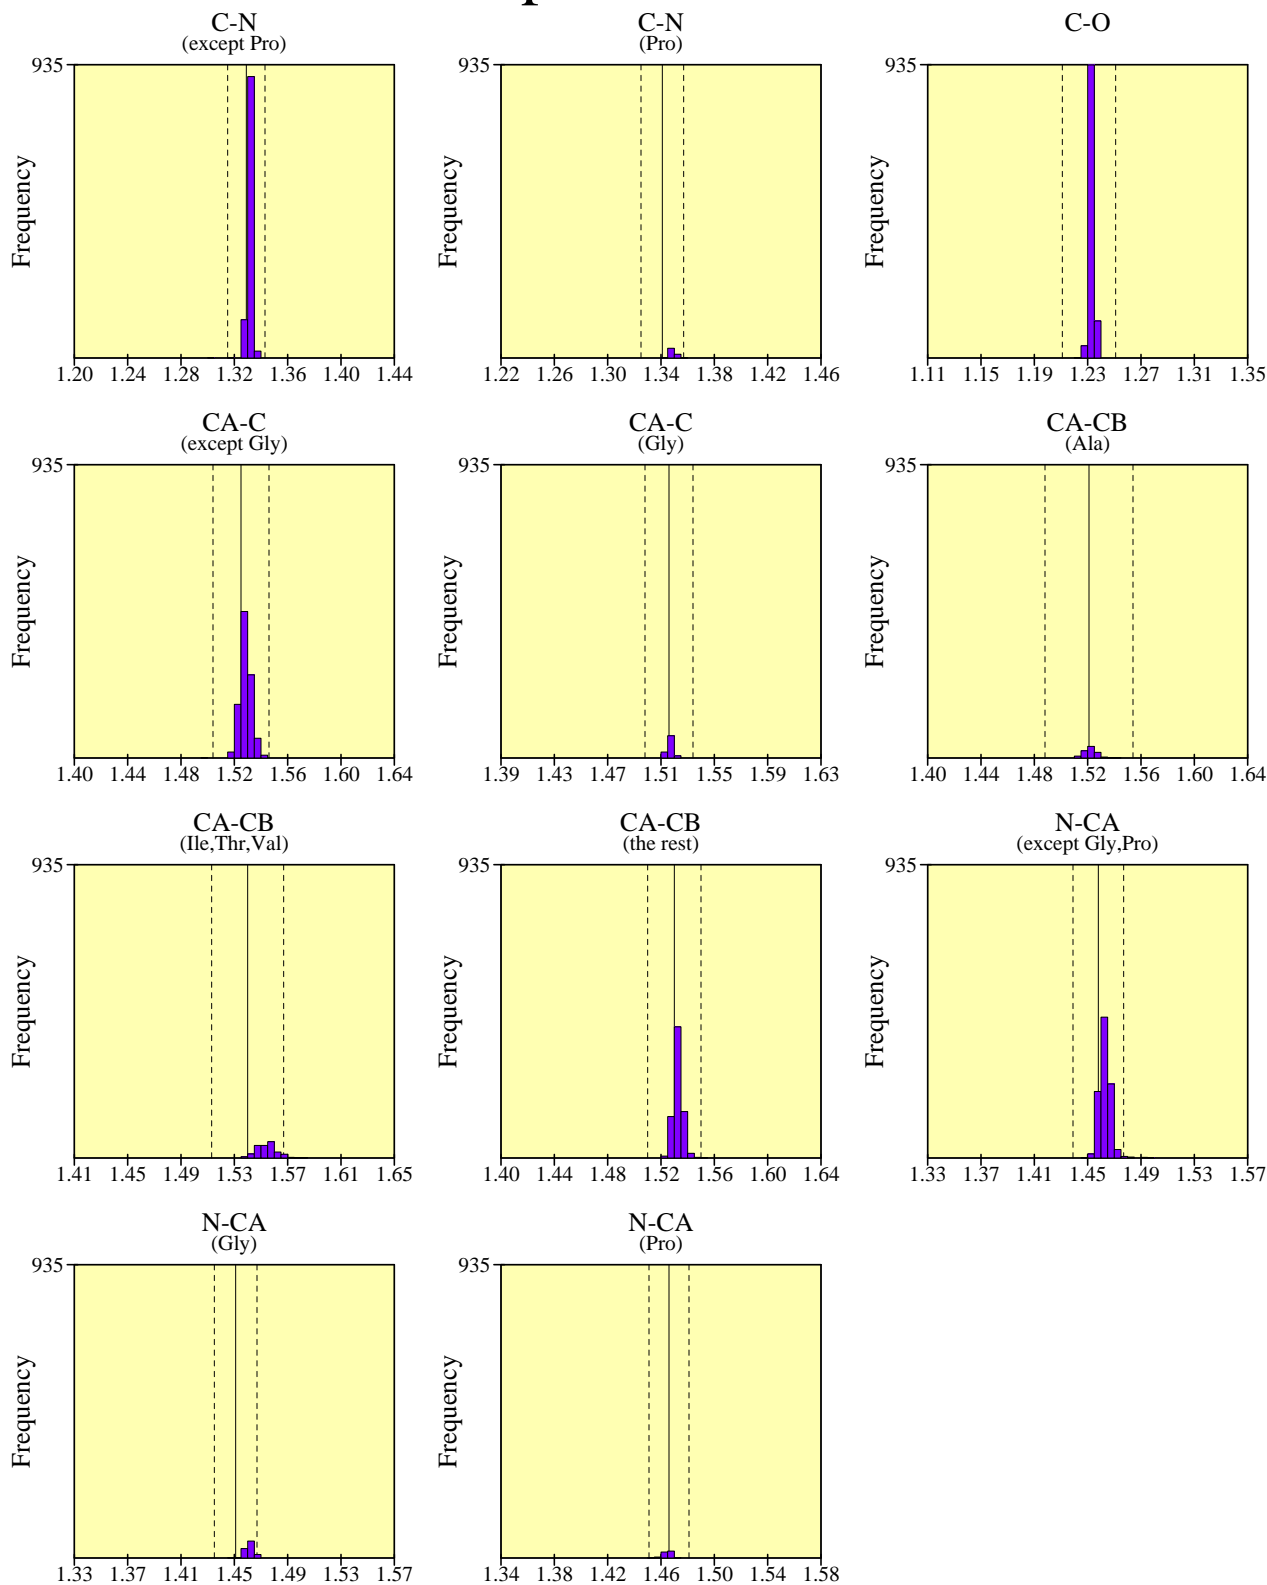 C-N C-N C-O
(except Pro) (Pro)
935 935 935
Frequency Frequency Frequency
1.20 1.24 1.28 1.32 1.36 1.40 1.44 1.22 1.26 1.30 1.34 1.38 1.42 1.46 1.11 1.15 1.19 1.23 1.27 1.31 1.35
CA-C CA-C CA-CB
(except Gly) (Gly) (Ala)
935 935 935
Frequency Frequency Frequency
1.40 1.44 1.48 1.52 1.56 1.60 1.64 1.39 1.43 1.47 1.51 1.55 1.59 1.63 1.40 1.44 1.48 1.52 1.56 1.60 1.64
CA-CB CA-CB N-CA
(Ile,Thr,Val) (the rest) (except Gly,Pro)
935 935 935
Frequency Frequency Frequency
1.41 1.45 1.49 1.53 1.57 1.61 1.65 1.40 1.44 1.48 1.52 1.56 1.60 1.64 1.33 1.37 1.41 1.45 1.49 1.53 1.57
N-CA N-CA
(Gly) (Pro)
935 935
Frequency Frequency
1.33 1.37 1.41 1.45 1.49 1.53 1.57 1.34 1.38 1.42 1.46 1.50 1.54 1.58